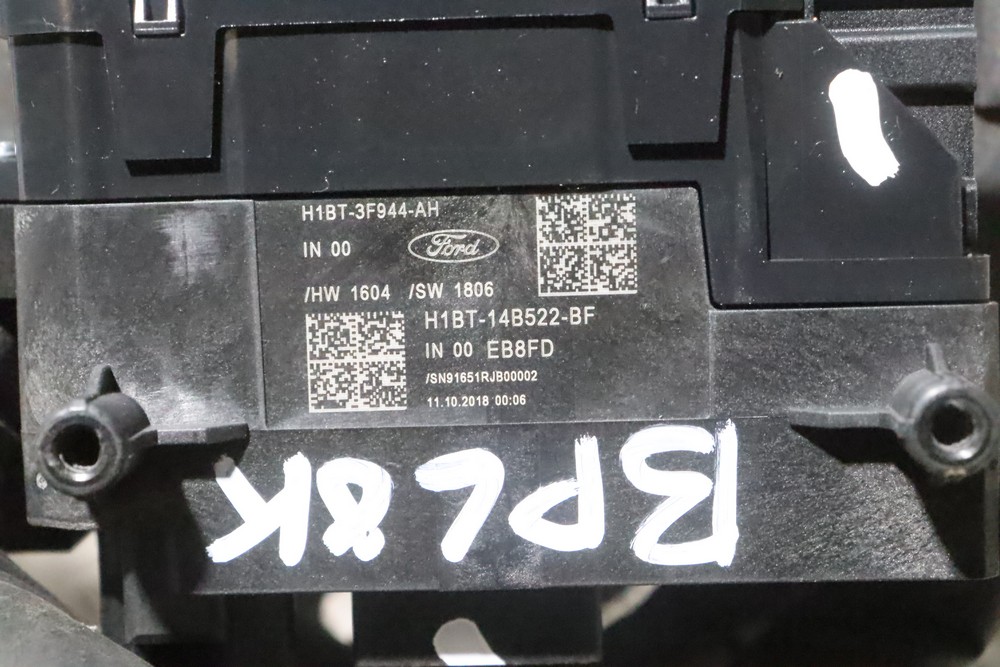 H1BT-3F944-AH
IN 00
Ford
/HW 1604 /SW 1806
H1BT-14B522-BF
IN 00 EB8FD
/SN91651RJB00002
11.10.2018 00:06
BPL8K